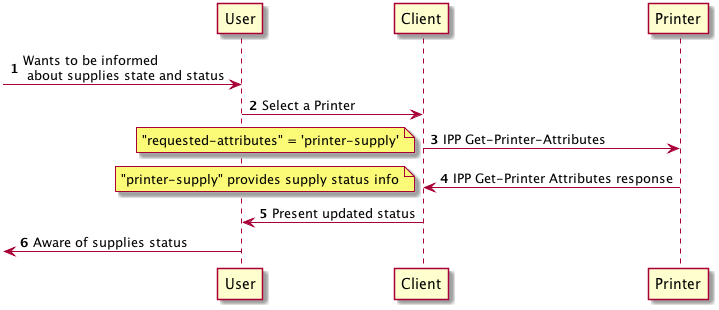 User Client Printer
1 Wants to be informed
about supplies state and status
2 Select a Printer
"requested-attributes" = 'printer-supply' 3 IPP Get-Printer-Attributes
"printer-supply" provides supply status info 4 IPP Get-Printer Attributes response
5 Present updated status
6 Aware of supplies status
User Client Printer